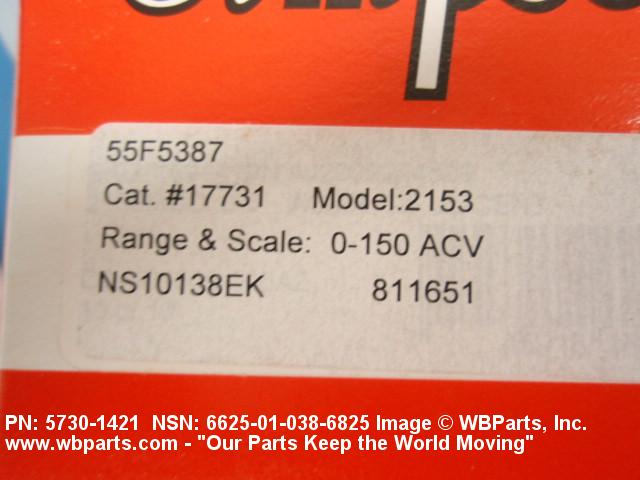 55F5387
Cat. #17731 Model:2153
Range & Scale: 0-150 ACV
NS10138EK 811651
PN: 5730-1421 NSN: 6625-01-038-6825 Image © WBParts, Inc.
www.wbparts.com - "Our Parts Keep the World Moving"